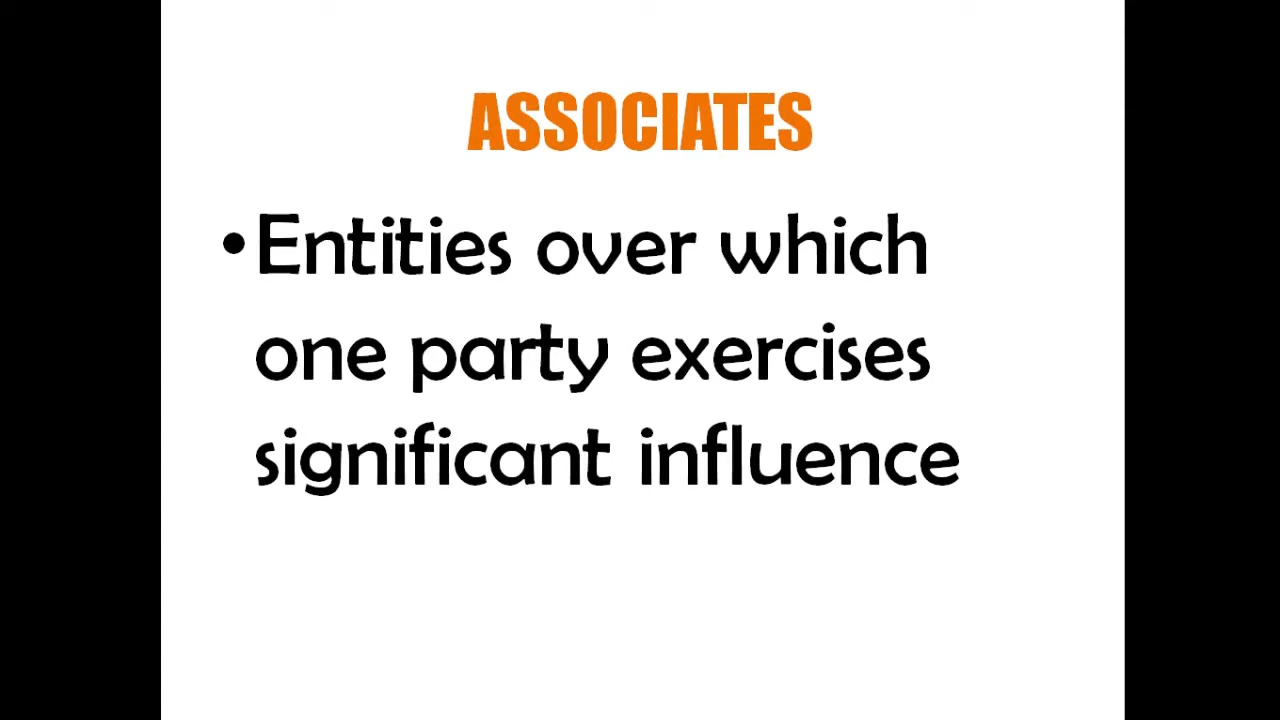 ASSOCIATES
•Entities over which
one party exercises
significant influence